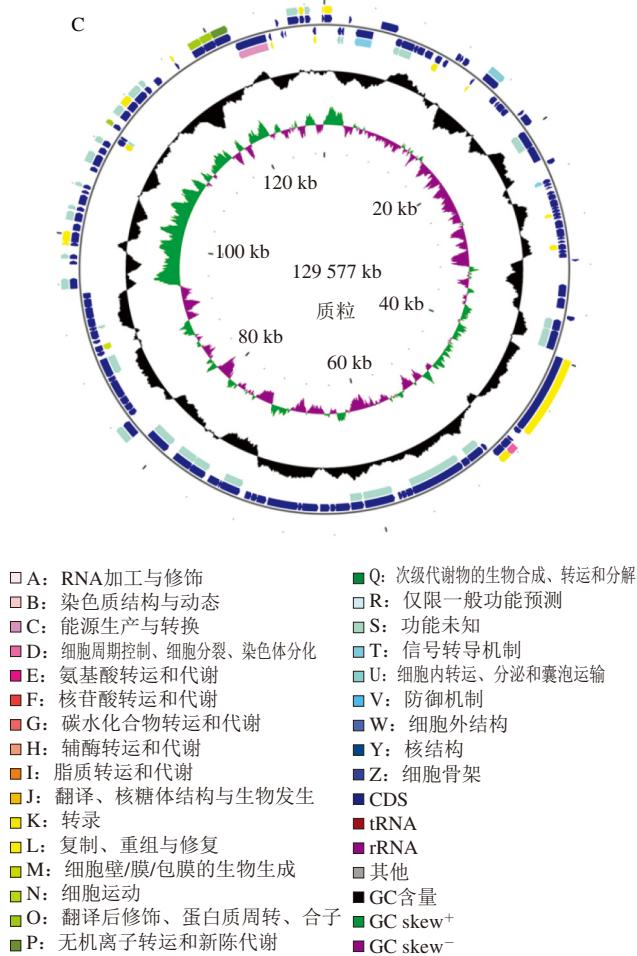 C
120 kb
20 kb
100 kb
129 577 kb
质粒
40 kb
80 kb
60 kb
A：RNA加工与修饰
B：染色质结构与动态
C：能源生产与转换
D：细胞周期控制、细胞分裂、染色体分化
E：氨基酸转运和代谢
F：核苷酸转运和代谢
G：碳水化合物转运和代谢
H：辅酶转运和代谢
I：脂质转运和代谢
J：翻译、核糖体结构与生物发生
K：转录
L：复制、重组与修复
M：细胞壁/膜/包膜的生物生成
N：细胞运动
O：翻译后修饰、蛋白质周转、合子
P：无机离子转运和新陈代谢
Q：次级代谢物的生物合成、转运和分解
R：仅限一般功能预测
S：功能未知
T：信号转导机制
U：细胞内转运、分泌和囊泡运输
V：防御机制
W：细胞外结构
Y：核结构
Z：细胞骨架
CDS
tRNA
rRNA
其他
GC含量
GC skew⁺
GC skew⁻